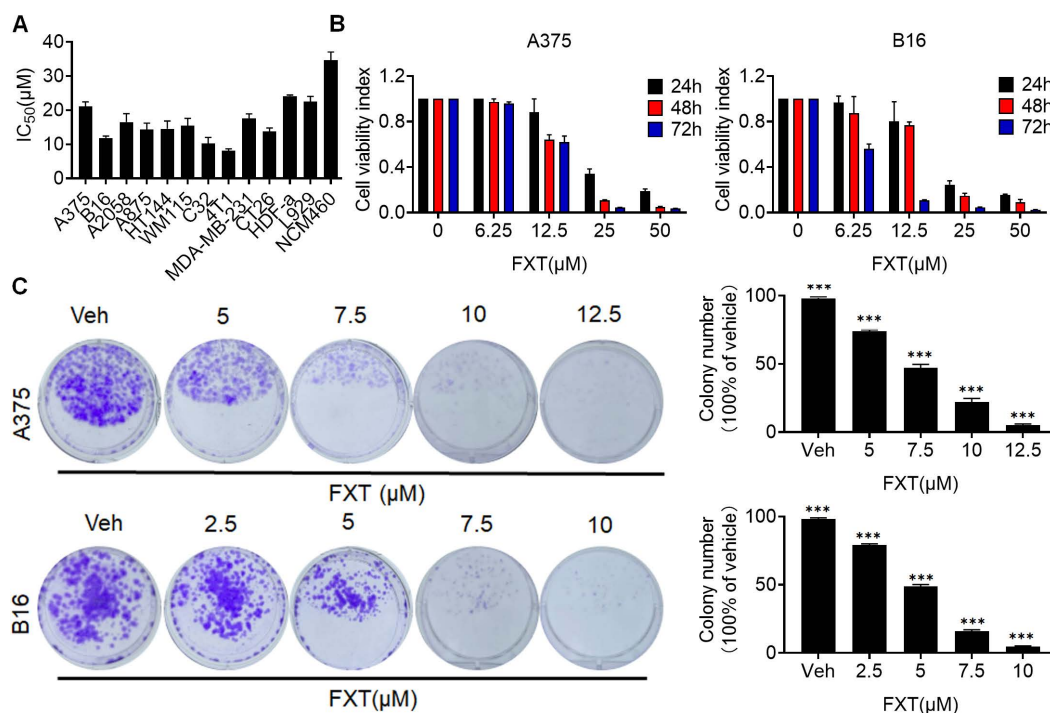 A
IC50(μM)
40
30
20
10
0
A375
B16
A2058
A875
HT144
WM115
C32
4T1
MDA-MB-231
CT26
HDF-a
L929
NCM460
B
A375
Cell viability index
1.2
0.8
0.4
0.0
24h
48h
72h
0 6.25 12.5 25 50
FXT(μM)
B16
Cell viability index
1.2
0.8
0.4
0.0
24h
48h
72h
0 6.25 12.5 25 50
FXT(μM)
C
Veh 5 7.5 10 12.5
A375
FXT (μM)
Colony number
(100% of vehicle)
100
50
0
*** *** *** *** ***
Veh 5 7.5 10 12.5
FXT(μM)
Veh 2.5 5 7.5 10
B16
FXT(μM)
Colony number
(100% of vehicle)
100
50
0
*** *** *** *** ***
Veh 2.5 5 7.5 10
FXT(μM)